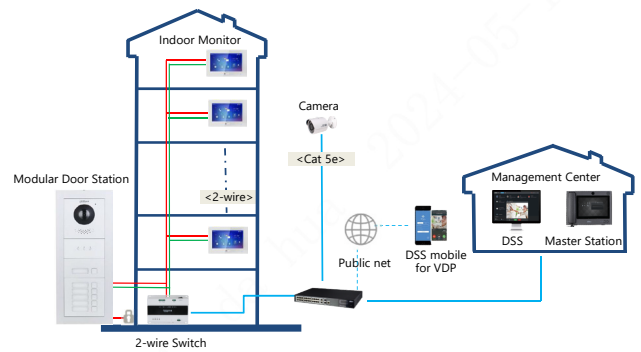 Indoor Monitor
Camera
<Cat 5e>
Modular Door Station
<2-wire>
Management Center
DSS
Master Station
Public net
DSS mobile
for VDP
2-wire Switch